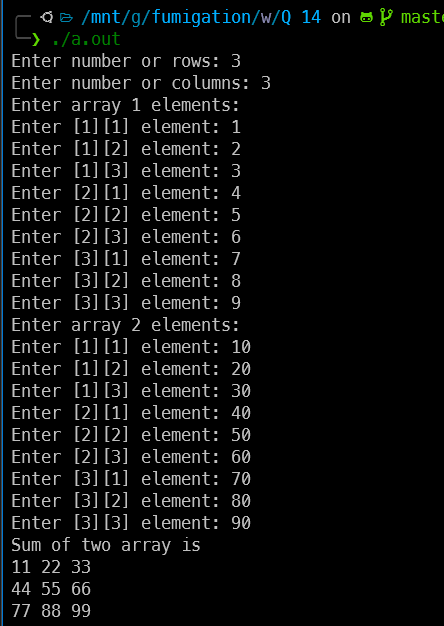 /mnt/g/fumigation/w/Q 14 on maste
./a.out
Enter number or rows: 3
Enter number or columns: 3
Enter array 1 elements:
Enter [1][1] element: 1
Enter [1][2] element: 2
Enter [1][3] element: 3
Enter [2][1] element: 4
Enter [2][2] element: 5
Enter [2][3] element: 6
Enter [3][1] element: 7
Enter [3][2] element: 8
Enter [3][3] element: 9
Enter array 2 elements:
Enter [1][1] element: 10
Enter [1][2] element: 20
Enter [1][3] element: 30
Enter [2][1] element: 40
Enter [2][2] element: 50
Enter [2][3] element: 60
Enter [3][1] element: 70
Enter [3][2] element: 80
Enter [3][3] element: 90
Sum of two array is
11 22 33
44 55 66
77 88 99